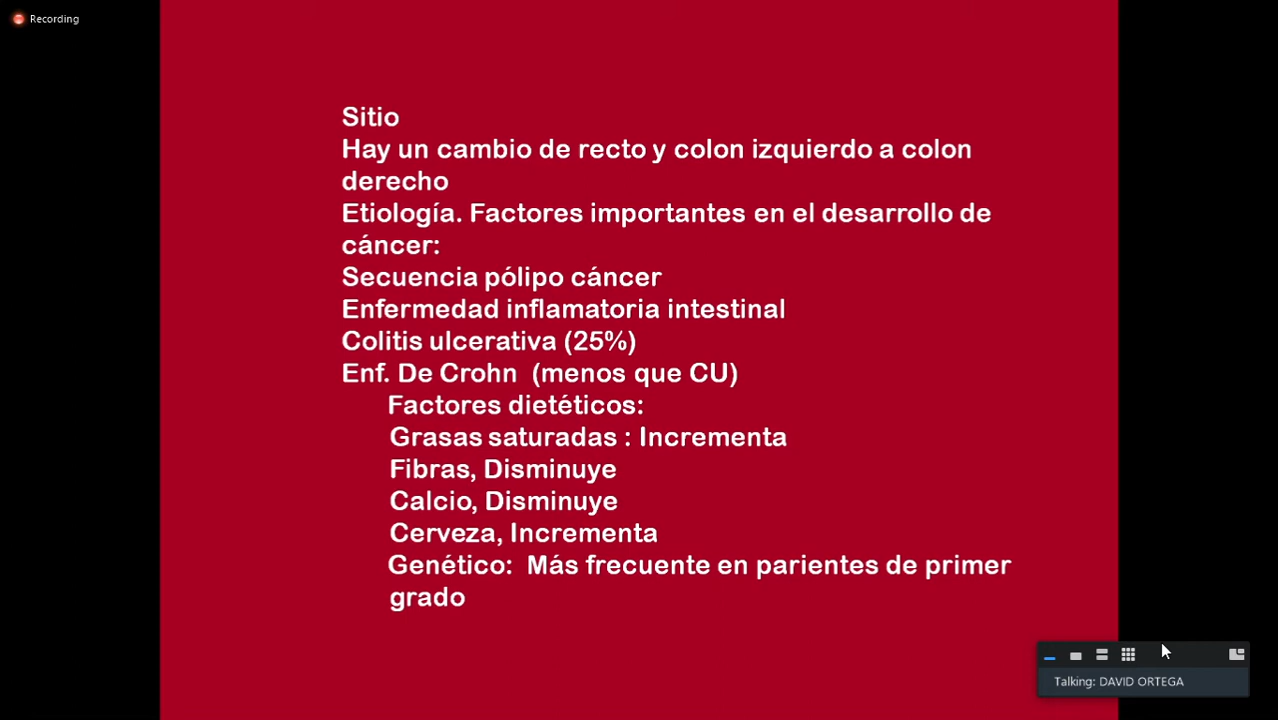 Recording
Sitio
Hay un cambio de recto y colon izquierdo a colon
derecho
Etiología. Factores importantes en el desarrollo de
cáncer:
Secuencia pólipo cáncer
Enfermedad inflamatoria intestinal
Colitis ulcerativa (25%)
Enf. De Crohn (menos que CU)
Factores dietéticos:
Grasas saturadas : Incrementa
Fibras, Disminuye
Calcio, Disminuye
Cerveza, Incrementa
Genético: Más frecuente en parientes de primer
grado
Talking: DAVID ORTEGA